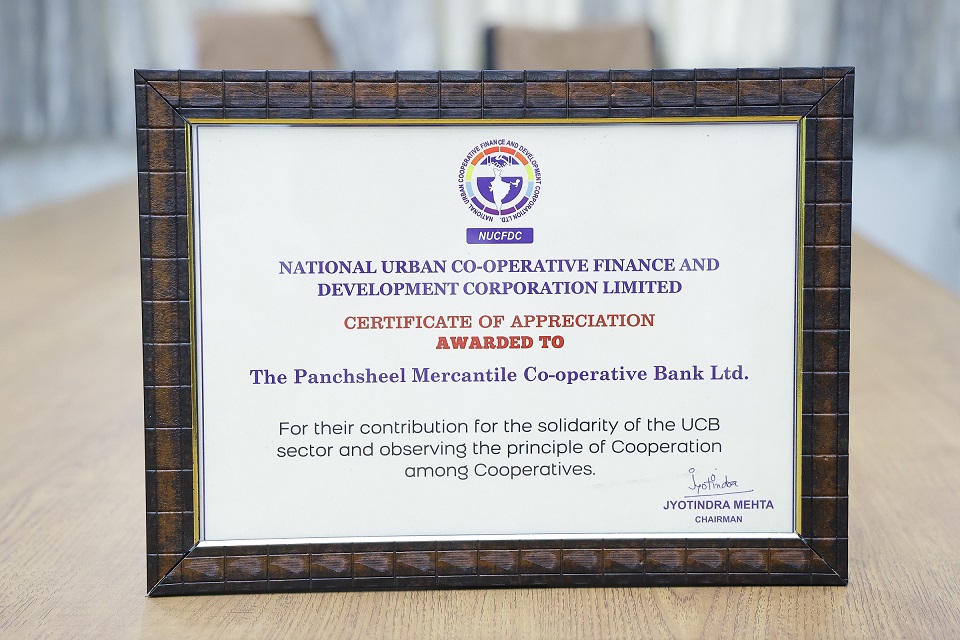 NATIONAL URBAN COOPERATIVE FINANCE AND DEVELOPMENT CORPORATION LTD.
NUCFDC
NATIONAL URBAN CO-OPERATIVE FINANCE AND
DEVELOPMENT CORPORATION LIMITED
CERTIFICATE OF APPRECIATION
AWARDED TO
The Panchsheel Mercantile Co-operative Bank Ltd.
For their contribution for the solidarity of the UCB
sector and observing the principle of Cooperation
among Cooperatives.
Jyotindra
JYOTINDRA MEHTA
CHAIRMAN